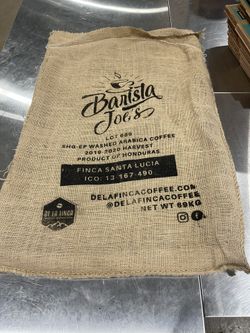 Barista
Joe's
LOT 686
SHG-EP WASHED ARABICA COFFEE
2019-2020 HARVEST
PRODUCT OF HONDURAS
FINCA SANTA LUCIA
ICO: 13-167-490
DELAFINCACOFFEE.COM
@DELAFINCACOFFEE
NET WT 69KG
DE LA FINCA